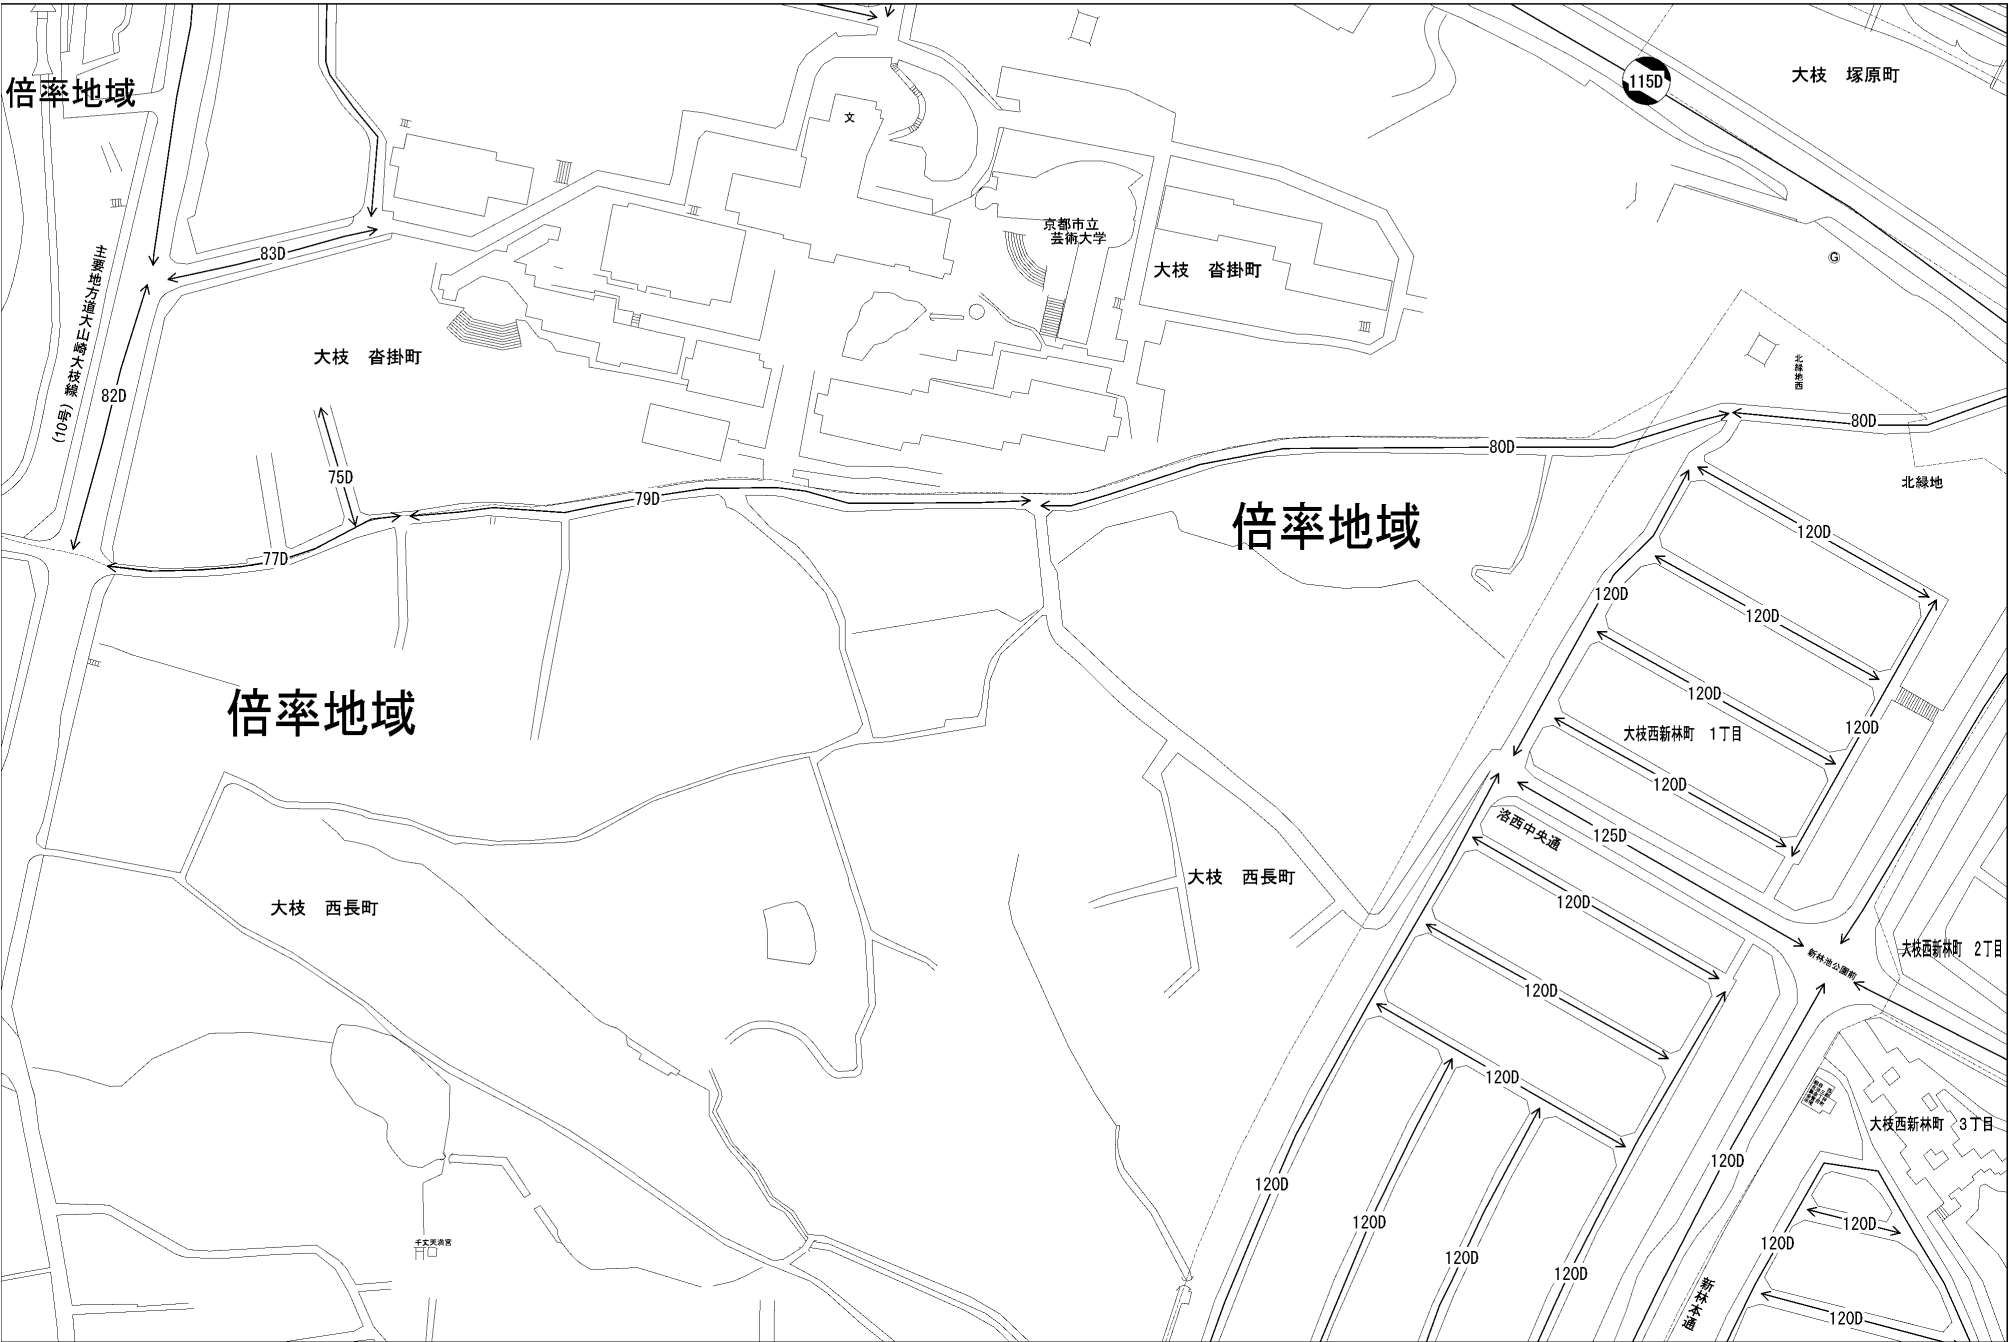 倍率地域
115D
大枝　塚原町
文
京都市立
芸術大学
大枝　沓掛町
83D
主要地方道大山崎大枝線
(10号)
G
82D
大枝　沓掛町
北緑地西
80D
80D
75D
79D
77D
倍率地域
北緑地
120D
120D
120D
倍率地域
120D
大枝西新林町　1丁目
120D
120D
洛西中央通
125D
大枝　西長町
大枝　西長町
120D
大枝西新林町　2丁目
新林池公園前
120D
120D
大枝西新林町　3丁目
120D
120D
120D
120D
120D
120D
千丈天満宮
120D
120D
新林本通
120D